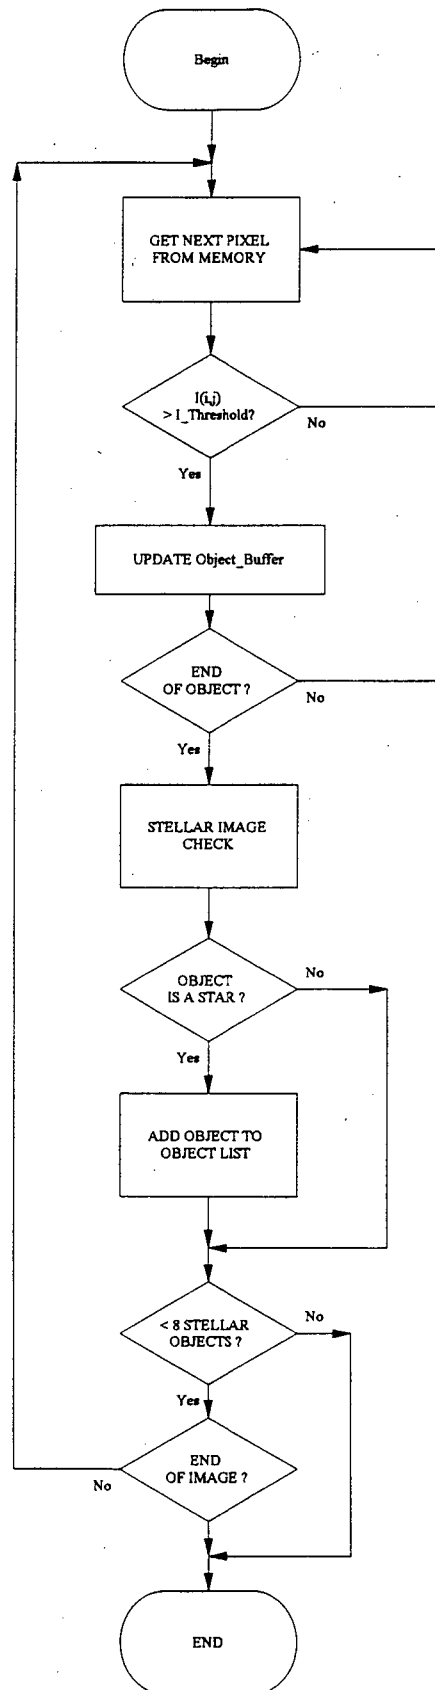 Begin
GET NEXT PIXEL
FROM MEMORY
I(i,j)
> I_Threshold?
No
Yes
UPDATE Object_Buffer
END
OF OBJECT ?
No
Yes
STELLAR IMAGE
CHECK
OBJECT
IS A STAR ?
No
Yes
ADD OBJECT TO
OBJECT LIST
< 8 STELLAR
OBJECTS ?
No
Yes
END
OF IMAGE ?
No
END